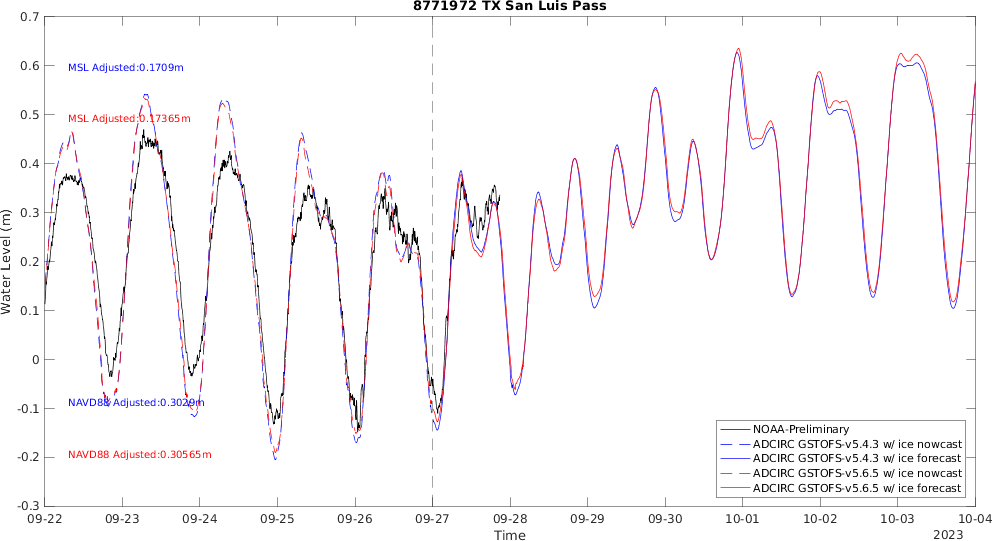 8771972 TX San Luis Pass
0.7
0.6
0.5
0.4
0.3
0.2
0.1
0
-0.1
-0.2
-0.3
Water Level (m)
MSL Adjusted:0.1709m
MSL Adjusted:0.17365m
NAVD88 Adjusted:0.3029m
NAVD88 Adjusted:0.30565m
NOAA-Preliminary
ADCIRC GSTOFS-v5.4.3 w/ ice nowcast
ADCIRC GSTOFS-v5.4.3 w/ ice forecast
ADCIRC GSTOFS-v5.6.5 w/ ice nowcast
ADCIRC GSTOFS-v5.6.5 w/ ice forecast
09-22 09-23 09-24 09-25 09-26 09-27 09-28 09-29 09-30 10-01 10-02 10-03 10-04
Time
2023